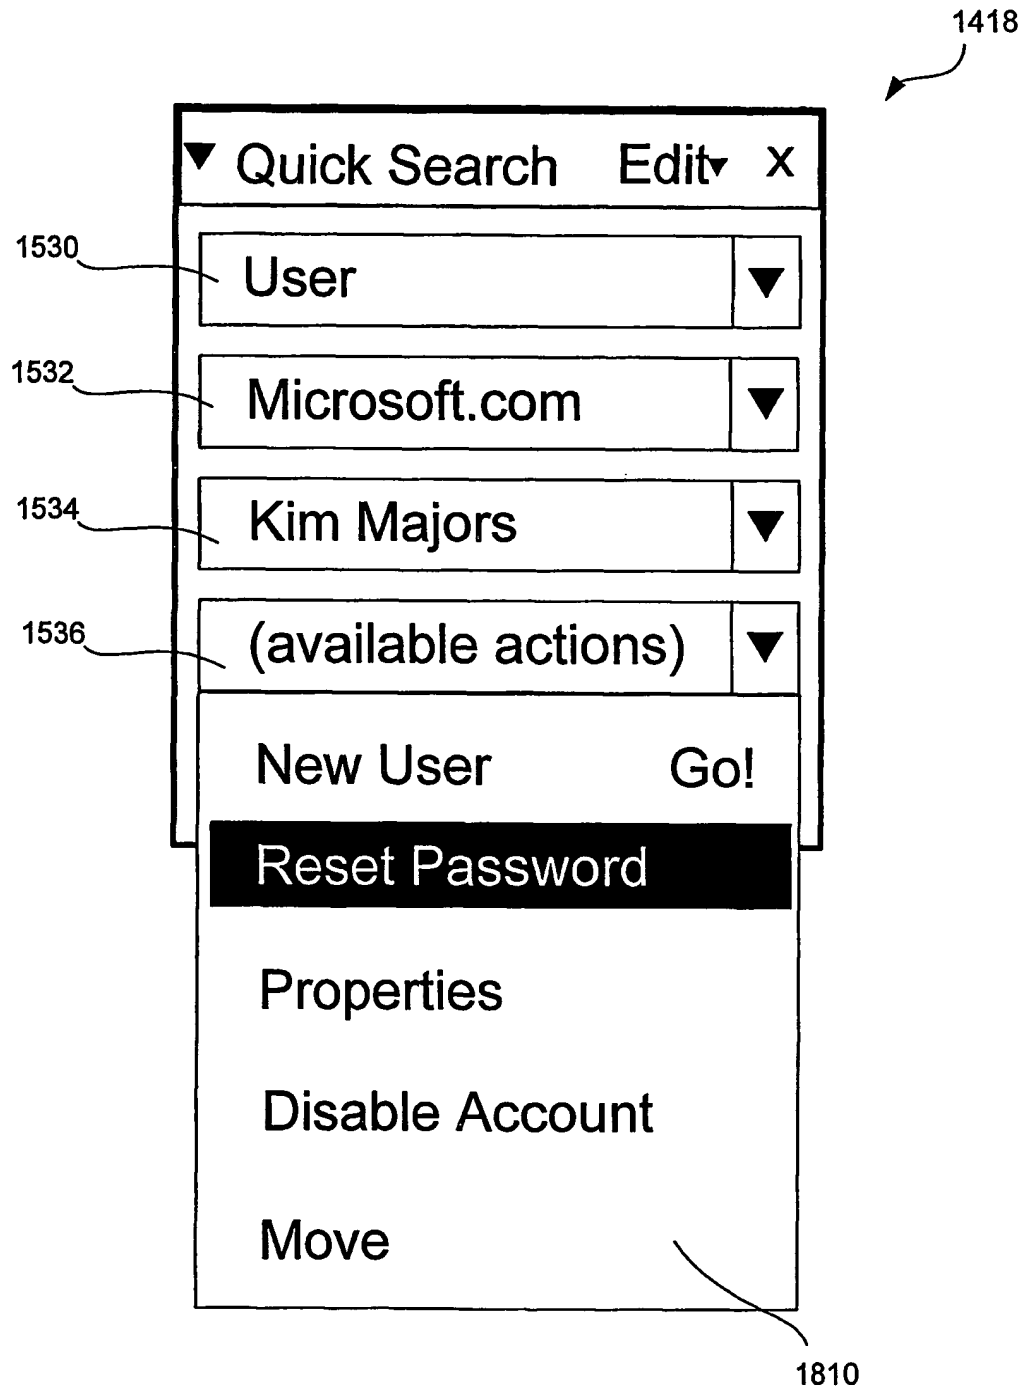 1418
Quick Search Edit X
1530
User
1532
Microsoft.com
1534
Kim Majors
1536
(available actions)
New User Go!
Reset Password
Properties
Disable Account
Move
1810